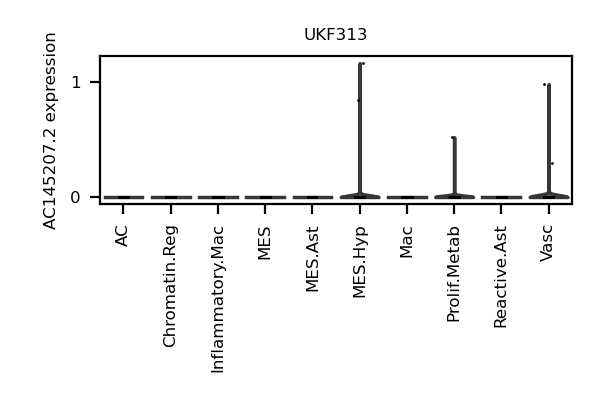 UKF313
AC145207.2 expression
1
0
AC
Chromatin.Reg
Inflammatory.Mac
MES
MES.Ast
MES.Hyp
Mac
Prolif.Metab
Reactive.Ast
Vasc